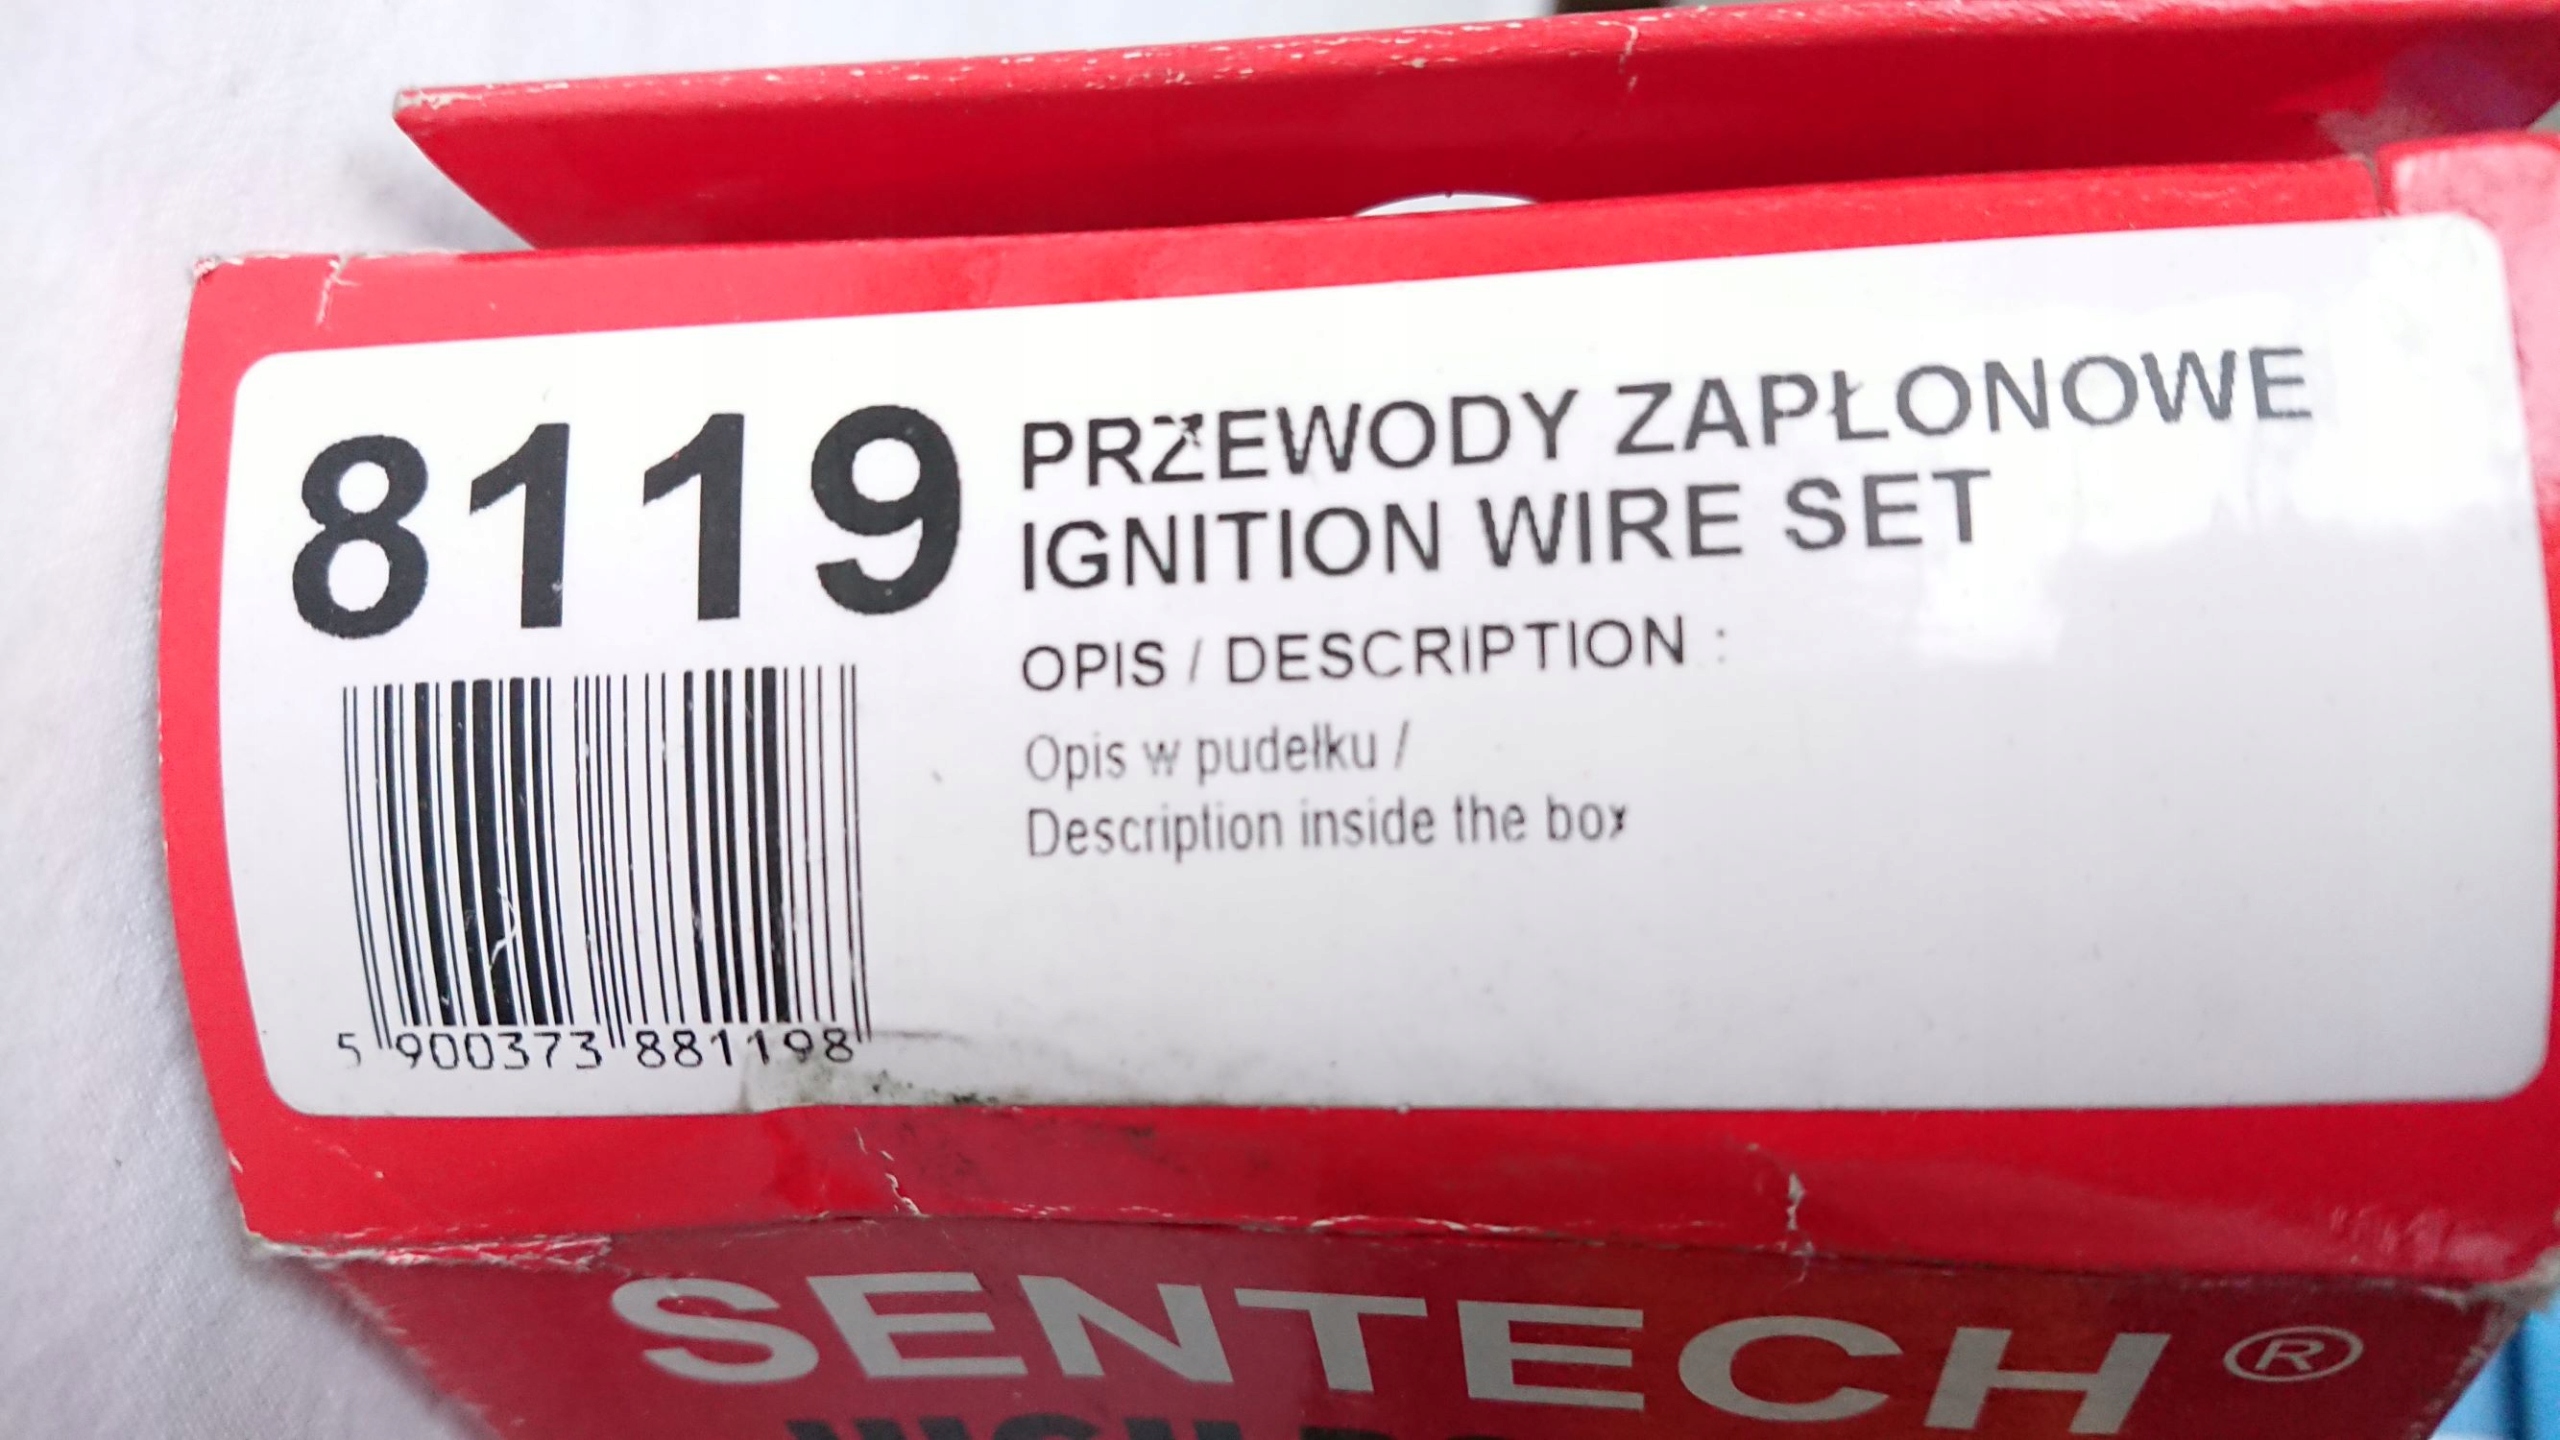 8119
PRZEWODY ZAPŁONOWE
IGNITION WIRE SET
OPIS / DESCRIPTION :
Opis w pudełku /
Description inside the box
5 900373 881198
SENTECH ®